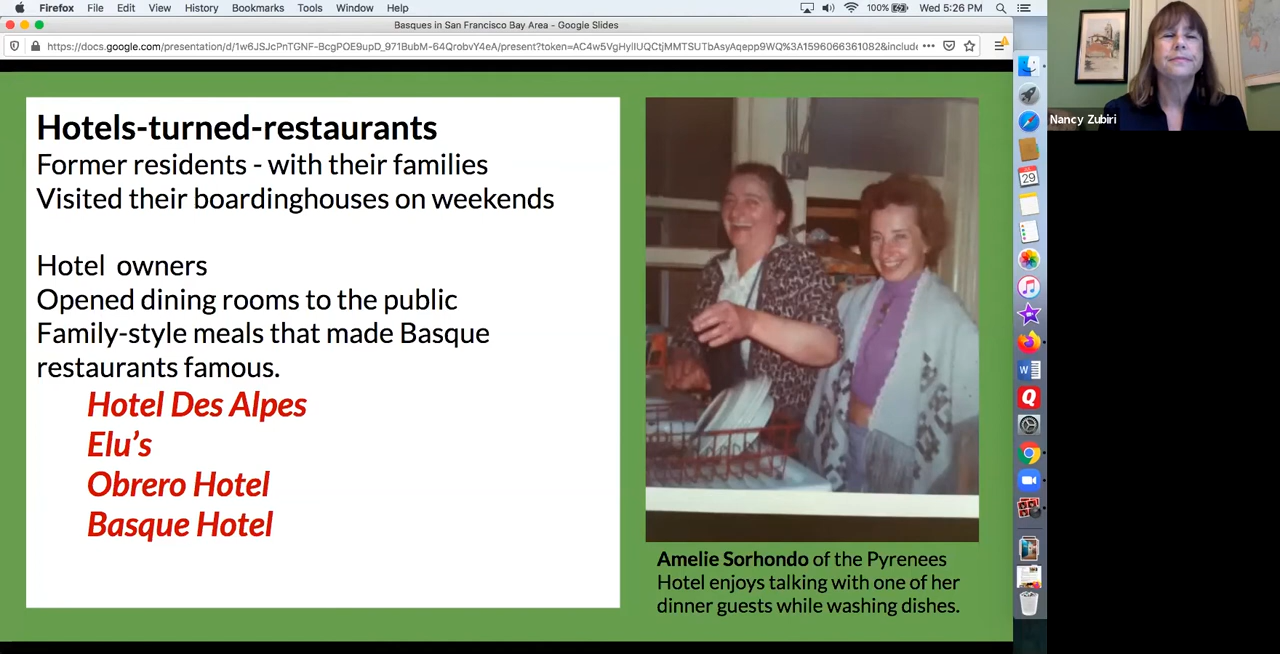 Firefox File Edit View History Bookmarks Tools Window Help 100% Wed 5:26 PM
Basques in San Francisco Bay Area - Google Slides
Hotels-turned-restaurants
Former residents - with their families
Visited their boardinghouses on weekends
Hotel owners
Opened dining rooms to the public
Family-style meals that made Basque
restaurants famous.
Hotel Des Alpes
Elu's
Obrero Hotel
Basque Hotel
Amelie Sorhondo of the Pyrenees
Hotel enjoys talking with one of her
dinner guests while washing dishes.
Nancy Zubiri
29